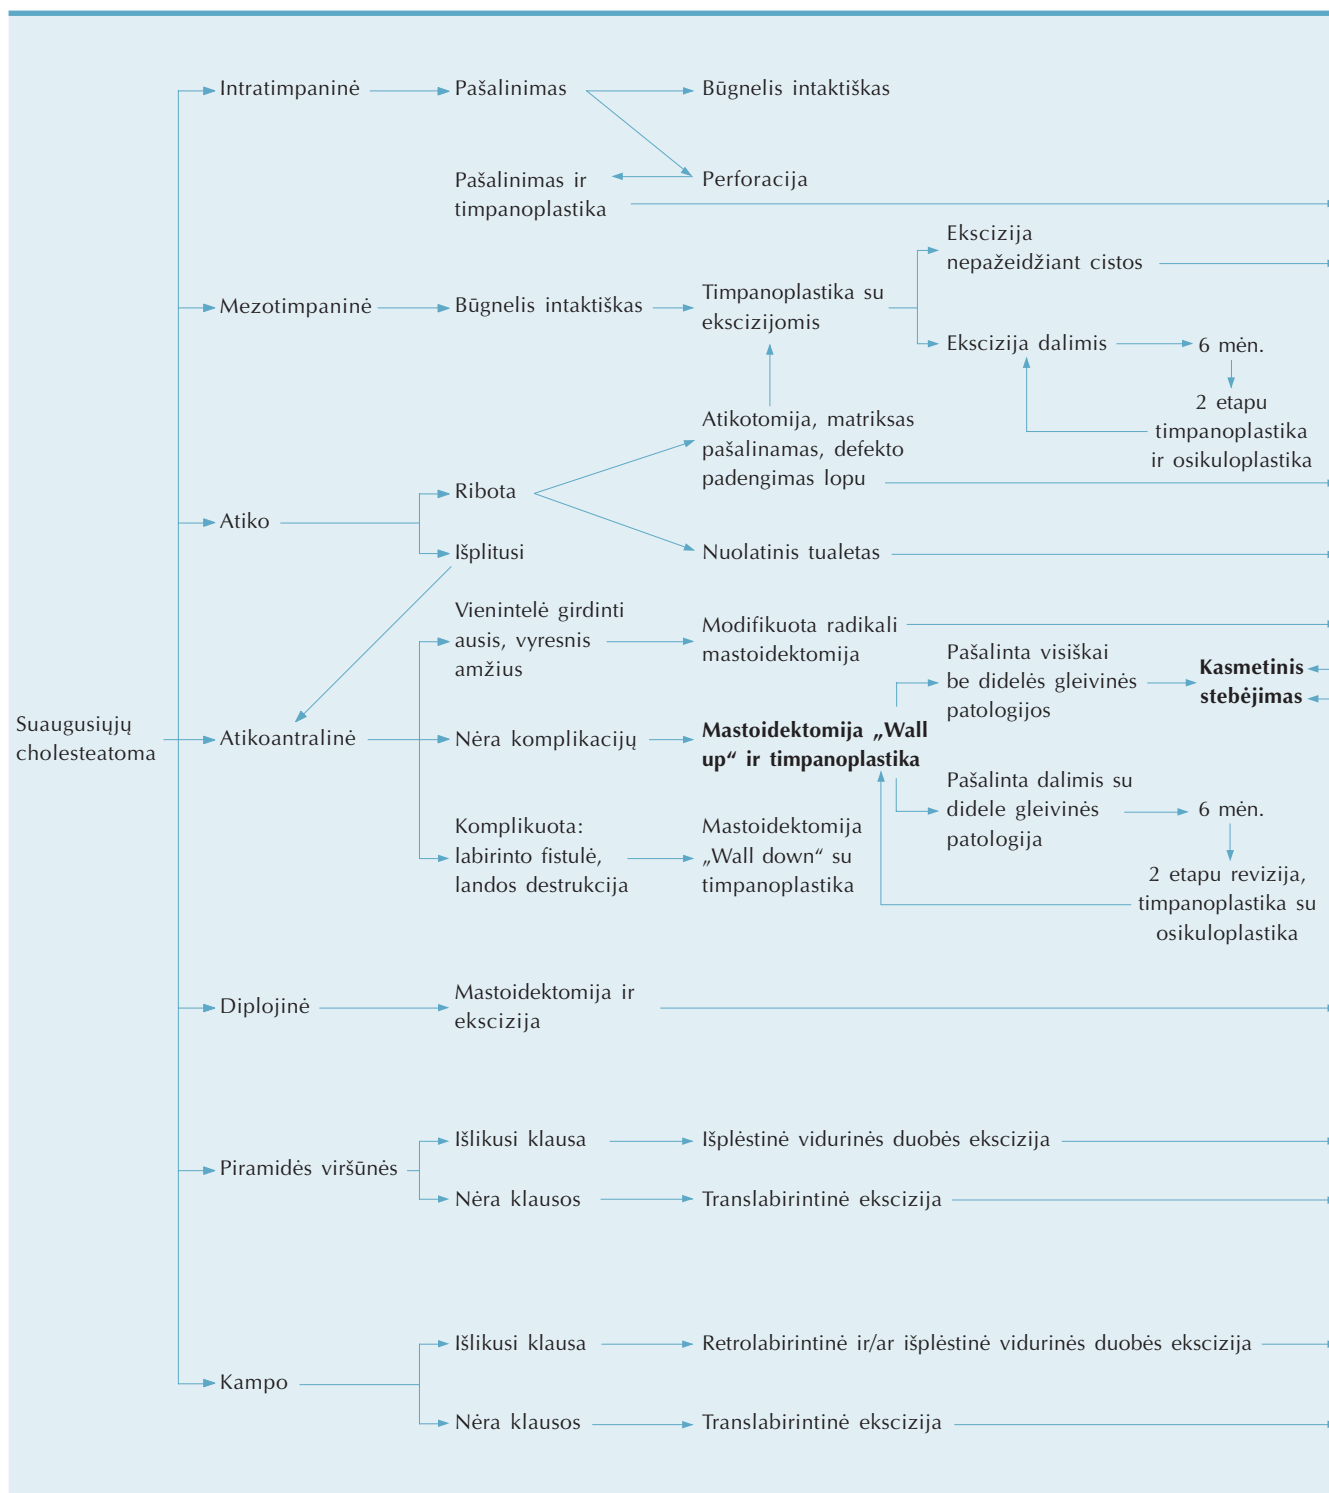 Suaugusiųjų
cholesteatoma
Intratimpaninė
Pašalinimas
Būgnelis intaktiškas
Perforacija
Pašalinimas ir
timpanoplastika
Mezotimpaninė
Būgnelis intaktiškas
Timpanoplastika su
ekscizijomis
Ekscizija
nepažeidžiant cistos
Ekscizija dalimis
6 mėn.
2 etapu
timpanoplastika
ir osikuloplastika
Atiko
Ribota
Atikotomija, matriksas
pašalinamas, defekto
padengimas lopu
Nuolatinis tualetas
Išplitusi
Atikoantralinė
Vienintelė girdinti
ausis, vyresnis
amžius
Modifikuota radikali
mastoidektomija
Nėra komplikacijų
Mastoidektomija „Wall
up“ ir timpanoplastika
Pašalinta visiškai
be didelės gleivinės
patologijos
Kasmetinis
stebėjimas
Pašalinta dalimis su
didele gleivinės
patologija
6 mėn.
2 etapu revizija,
timpanoplastika su
osikuloplastika
Komplikuota:
labirinto fistulė,
landos destrukcija
Mastoidektomija
„Wall down“ su
timpanoplastika
Diplojinė
Mastoidektomija ir
ekscizija
Piramidės viršūnės
Išlikusi klausa
Išplėstinė vidurinės duobės ekscizija
Nėra klausos
Translabirintinė ekscizija
Kampo
Išlikusi klausa
Retrolabirintinė ir/ar išplėstinė vidurinės duobės ekscizija
Nėra klausos
Translabirintinė ekscizija